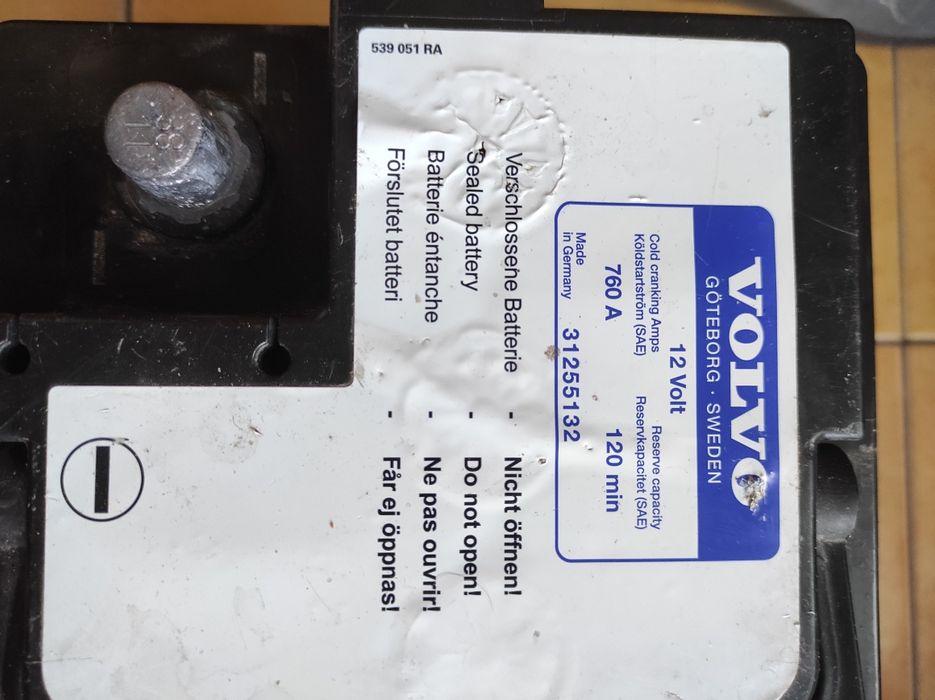 539 051 RA
VOLVO
GÖTEBORG · SWEDEN
12 Volt
Cold cranking Amps
Köldstartström (SAE)
Reserve capacity
Reservkapacitet (SAE)
760 A
120 min
Made
in Germany
31255132
Verschlossene Batterie - Nicht öffnen!
Sealed battery - Do not open!
Batterie éntanche - Ne pas ouvrir!
Förslutet batteri - Får ej öppnas!